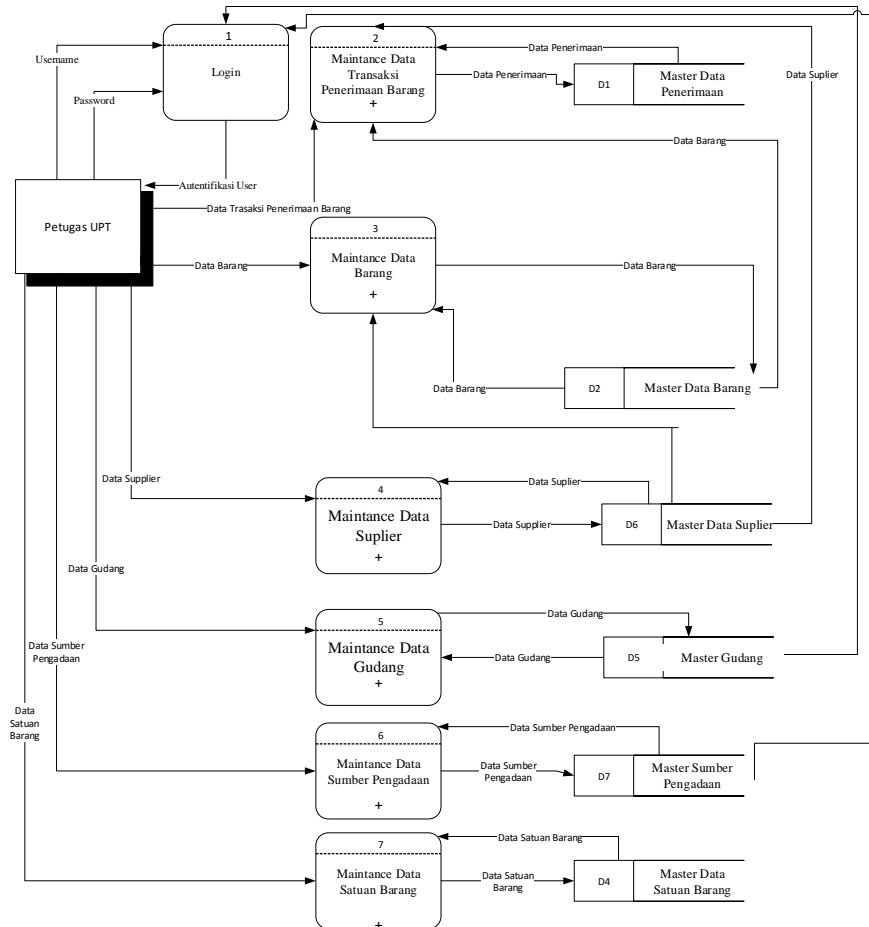 1
Login
Username
Password
Autentifikasi User
Petugas UPT
Data Trasaksi Penerimaan Barang
2
Maintance Data
Transaksi
Penerimaan Barang
+
Data Penerimaan
Data Penerimaan
D1
Master Data
Penerimaan
Data Suplier
Data Barang
3
Maintance Data
Barang
+
Data Barang
Data Barang
Data Barang
D2
Master Data Barang
Data Supplier
4
Maintance Data
Suplier
+
Data Suplier
Data Supplier
D6
Master Data Suplier
Data Gudang
5
Maintance Data
Gudang
+
Data Gudang
Data Gudang
D5
Master Gudang
Data Sumber
Pengadaan
6
Maintance Data
Sumber Pengadaan
+
Data Sumber Pengadaan
Data Sumber
Pengadaan
D7
Master Sumber
Pengadaan
Data
Satuan
Barang
7
Maintance Data
Satuan Barang
+
Data Satuan Barang
Data Satuan
Barang
D4
Master Data
Satuan Barang